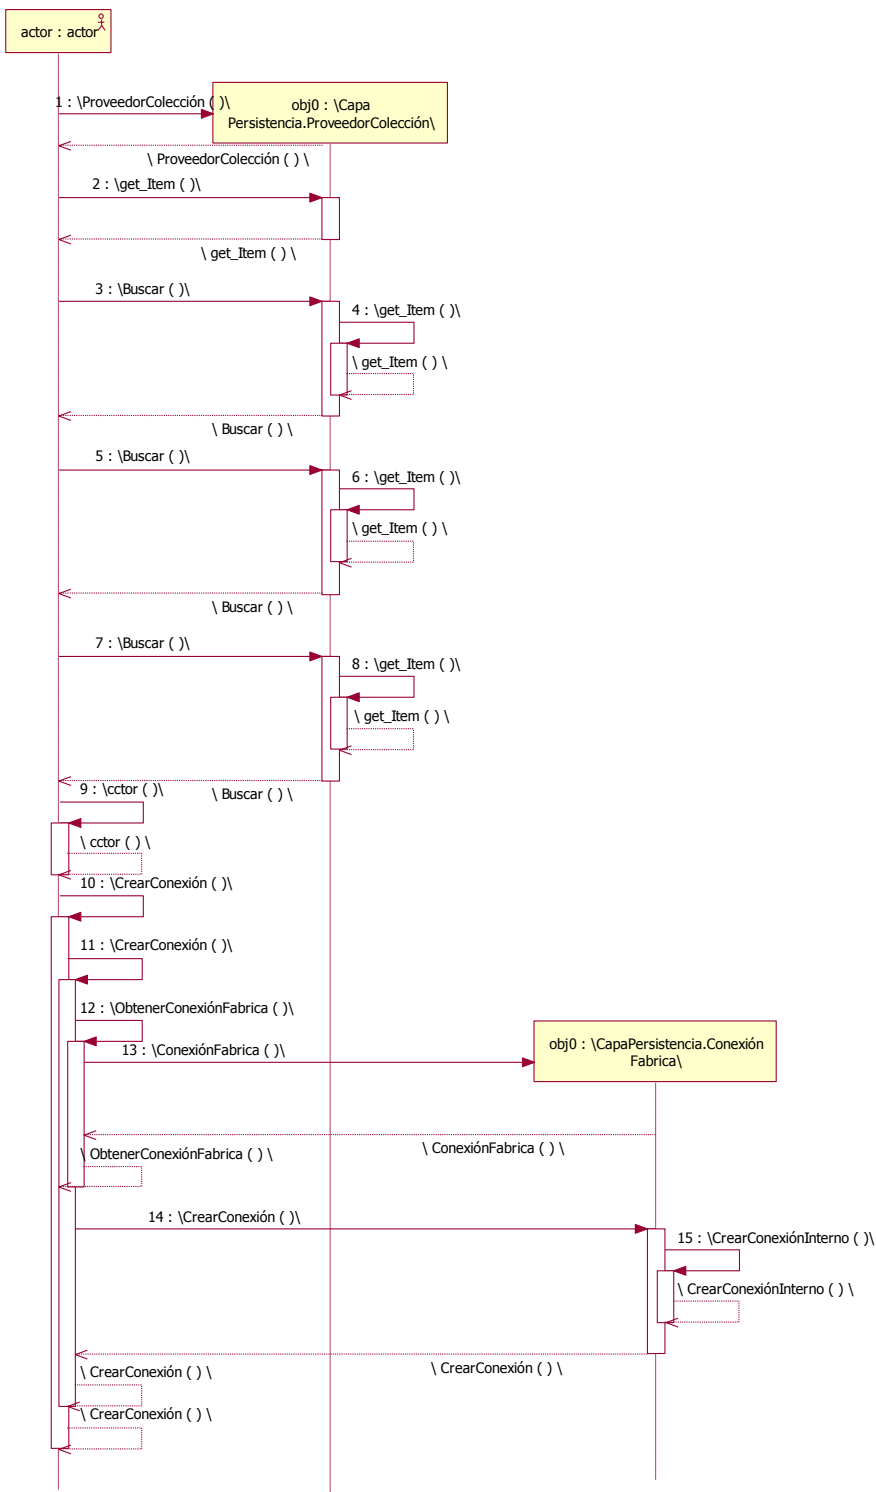 actor : actor
1 : \ProveedorColección ( )\
obj0 : \Capa
Persistencia.ProveedorColección\
\ ProveedorColección ( ) \
2 : \get_Item ( )\
\ get_Item ( ) \
3 : \Buscar ( )\
4 : \get_Item ( )\
\ get_Item ( ) \
\ Buscar ( ) \
5 : \Buscar ( )\
6 : \get_Item ( )\
\ get_Item ( ) \
\ Buscar ( ) \
7 : \Buscar ( )\
8 : \get_Item ( )\
\ get_Item ( ) \
9 : \cctor ( )\
\ Buscar ( ) \
\ cctor ( ) \
10 : \CrearConexión ( )\
11 : \CrearConexión ( )\
12 : \ObtenerConexiónFabrica ( )\
13 : \ConexiónFabrica ( )\
obj0 : \CapaPersistencia.Conexión
Fabrica\
\ ConexiónFabrica ( ) \
\ ObtenerConexiónFabrica ( ) \
14 : \CrearConexión ( )\
15 : \CrearConexiónInterno ( )\
\ CrearConexiónInterno ( ) \
\ CrearConexión ( ) \
\ CrearConexión ( ) \
\ CrearConexión ( ) \